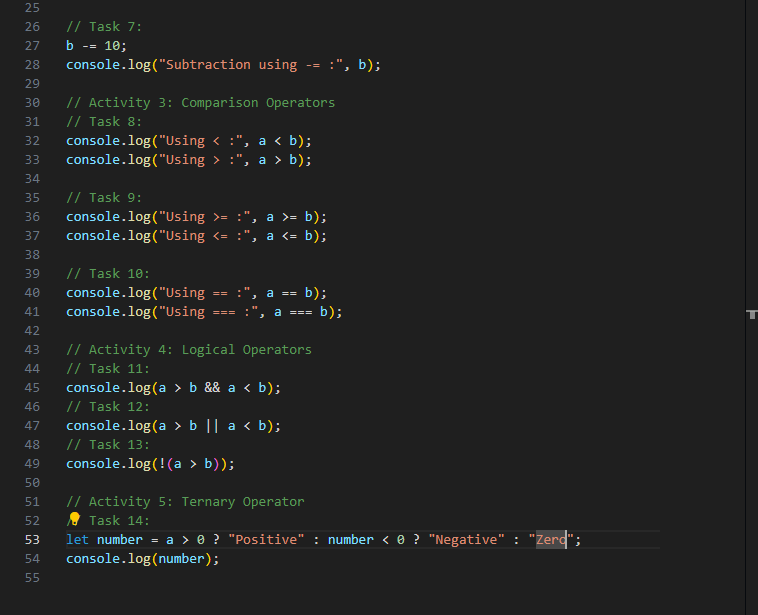 25
26 // Task 7:
27 b -= 10;
28 console.log("Subtraction using -= :", b);
29
30 // Activity 3: Comparison Operators
31 // Task 8:
32 console.log("Using < :", a < b);
33 console.log("Using > :", a > b);
34
35 // Task 9:
36 console.log("Using >= :", a >= b);
37 console.log("Using <= :", a <= b);
38
39 // Task 10:
40 console.log("Using == :", a == b);
41 console.log("Using === :", a === b);
42
43 // Activity 4: Logical Operators
44 // Task 11:
45 console.log(a > b && a < b);
46 // Task 12:
47 console.log(a > b || a < b);
48 // Task 13:
49 console.log(!(a > b));
50
51 // Activity 5: Ternary Operator
52 // Task 14:
53 let number = a > 0 ? "Positive" : number < 0 ? "Negative" : "Zero";
54 console.log(number);
55